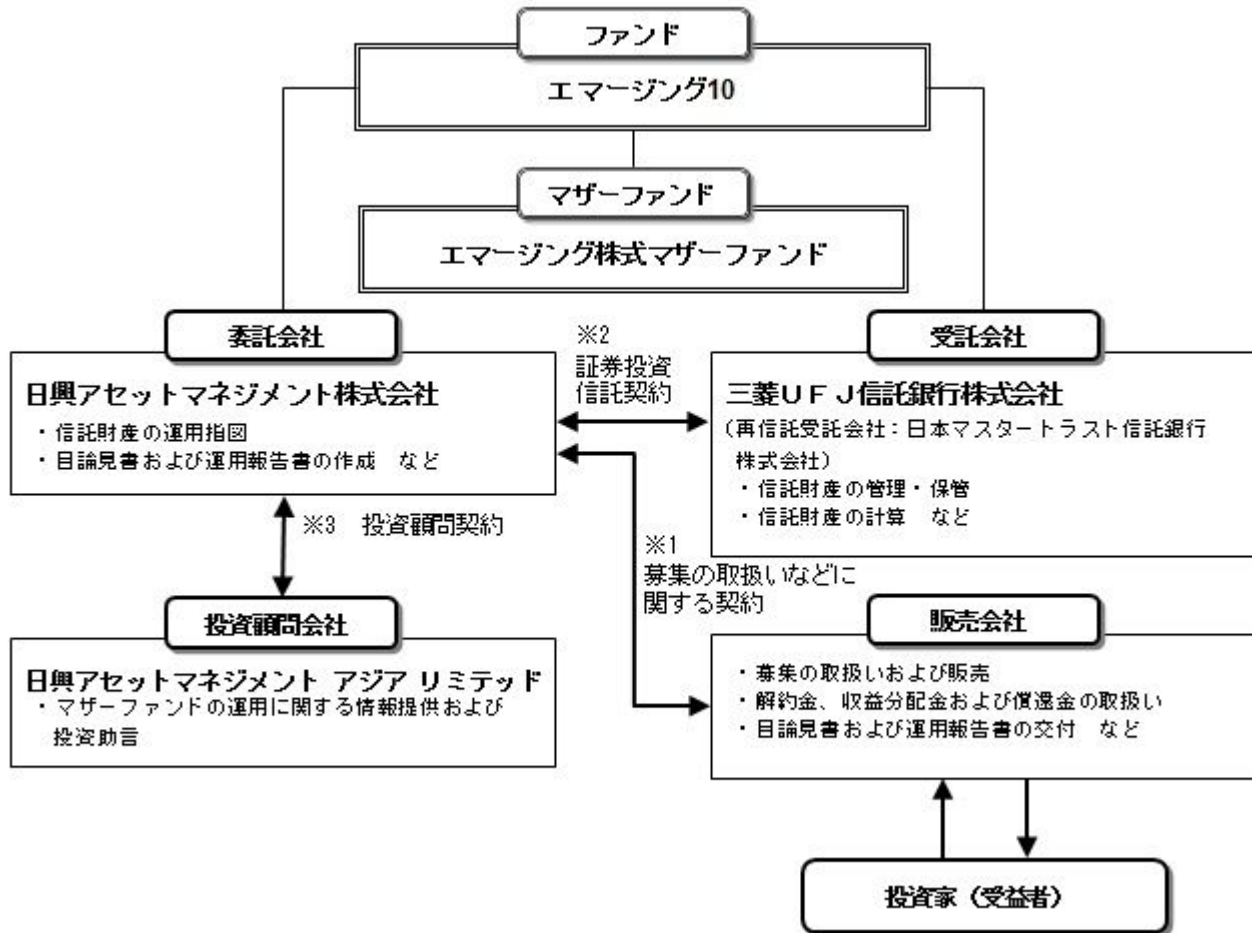 ファンド
エマージング10
マザーファンド
エマージング株式マザーファンド
委託会社
日興アセットマネジメント株式会社
・信託財産の運用指図
・目論見書および運用報告書の作成　など
※2
証券投資
信託契約
受託会社
三菱ＵＦＪ信託銀行株式会社
（再信託受託会社：日本マスタートラスト信託銀行
株式会社）
・信託財産の管理・保管
・信託財産の計算　など
※3　投資顧問契約
※1
募集の取扱いなどに
関する契約
投資顧問会社
日興アセットマネジメント アジア リミテッド
・マザーファンドの運用に関する情報提供および
投資助言
販売会社
・募集の取扱いおよび販売
・解約金、収益分配金および償還金の取扱い
・目論見書および運用報告書の交付　など
投資家（受益者）